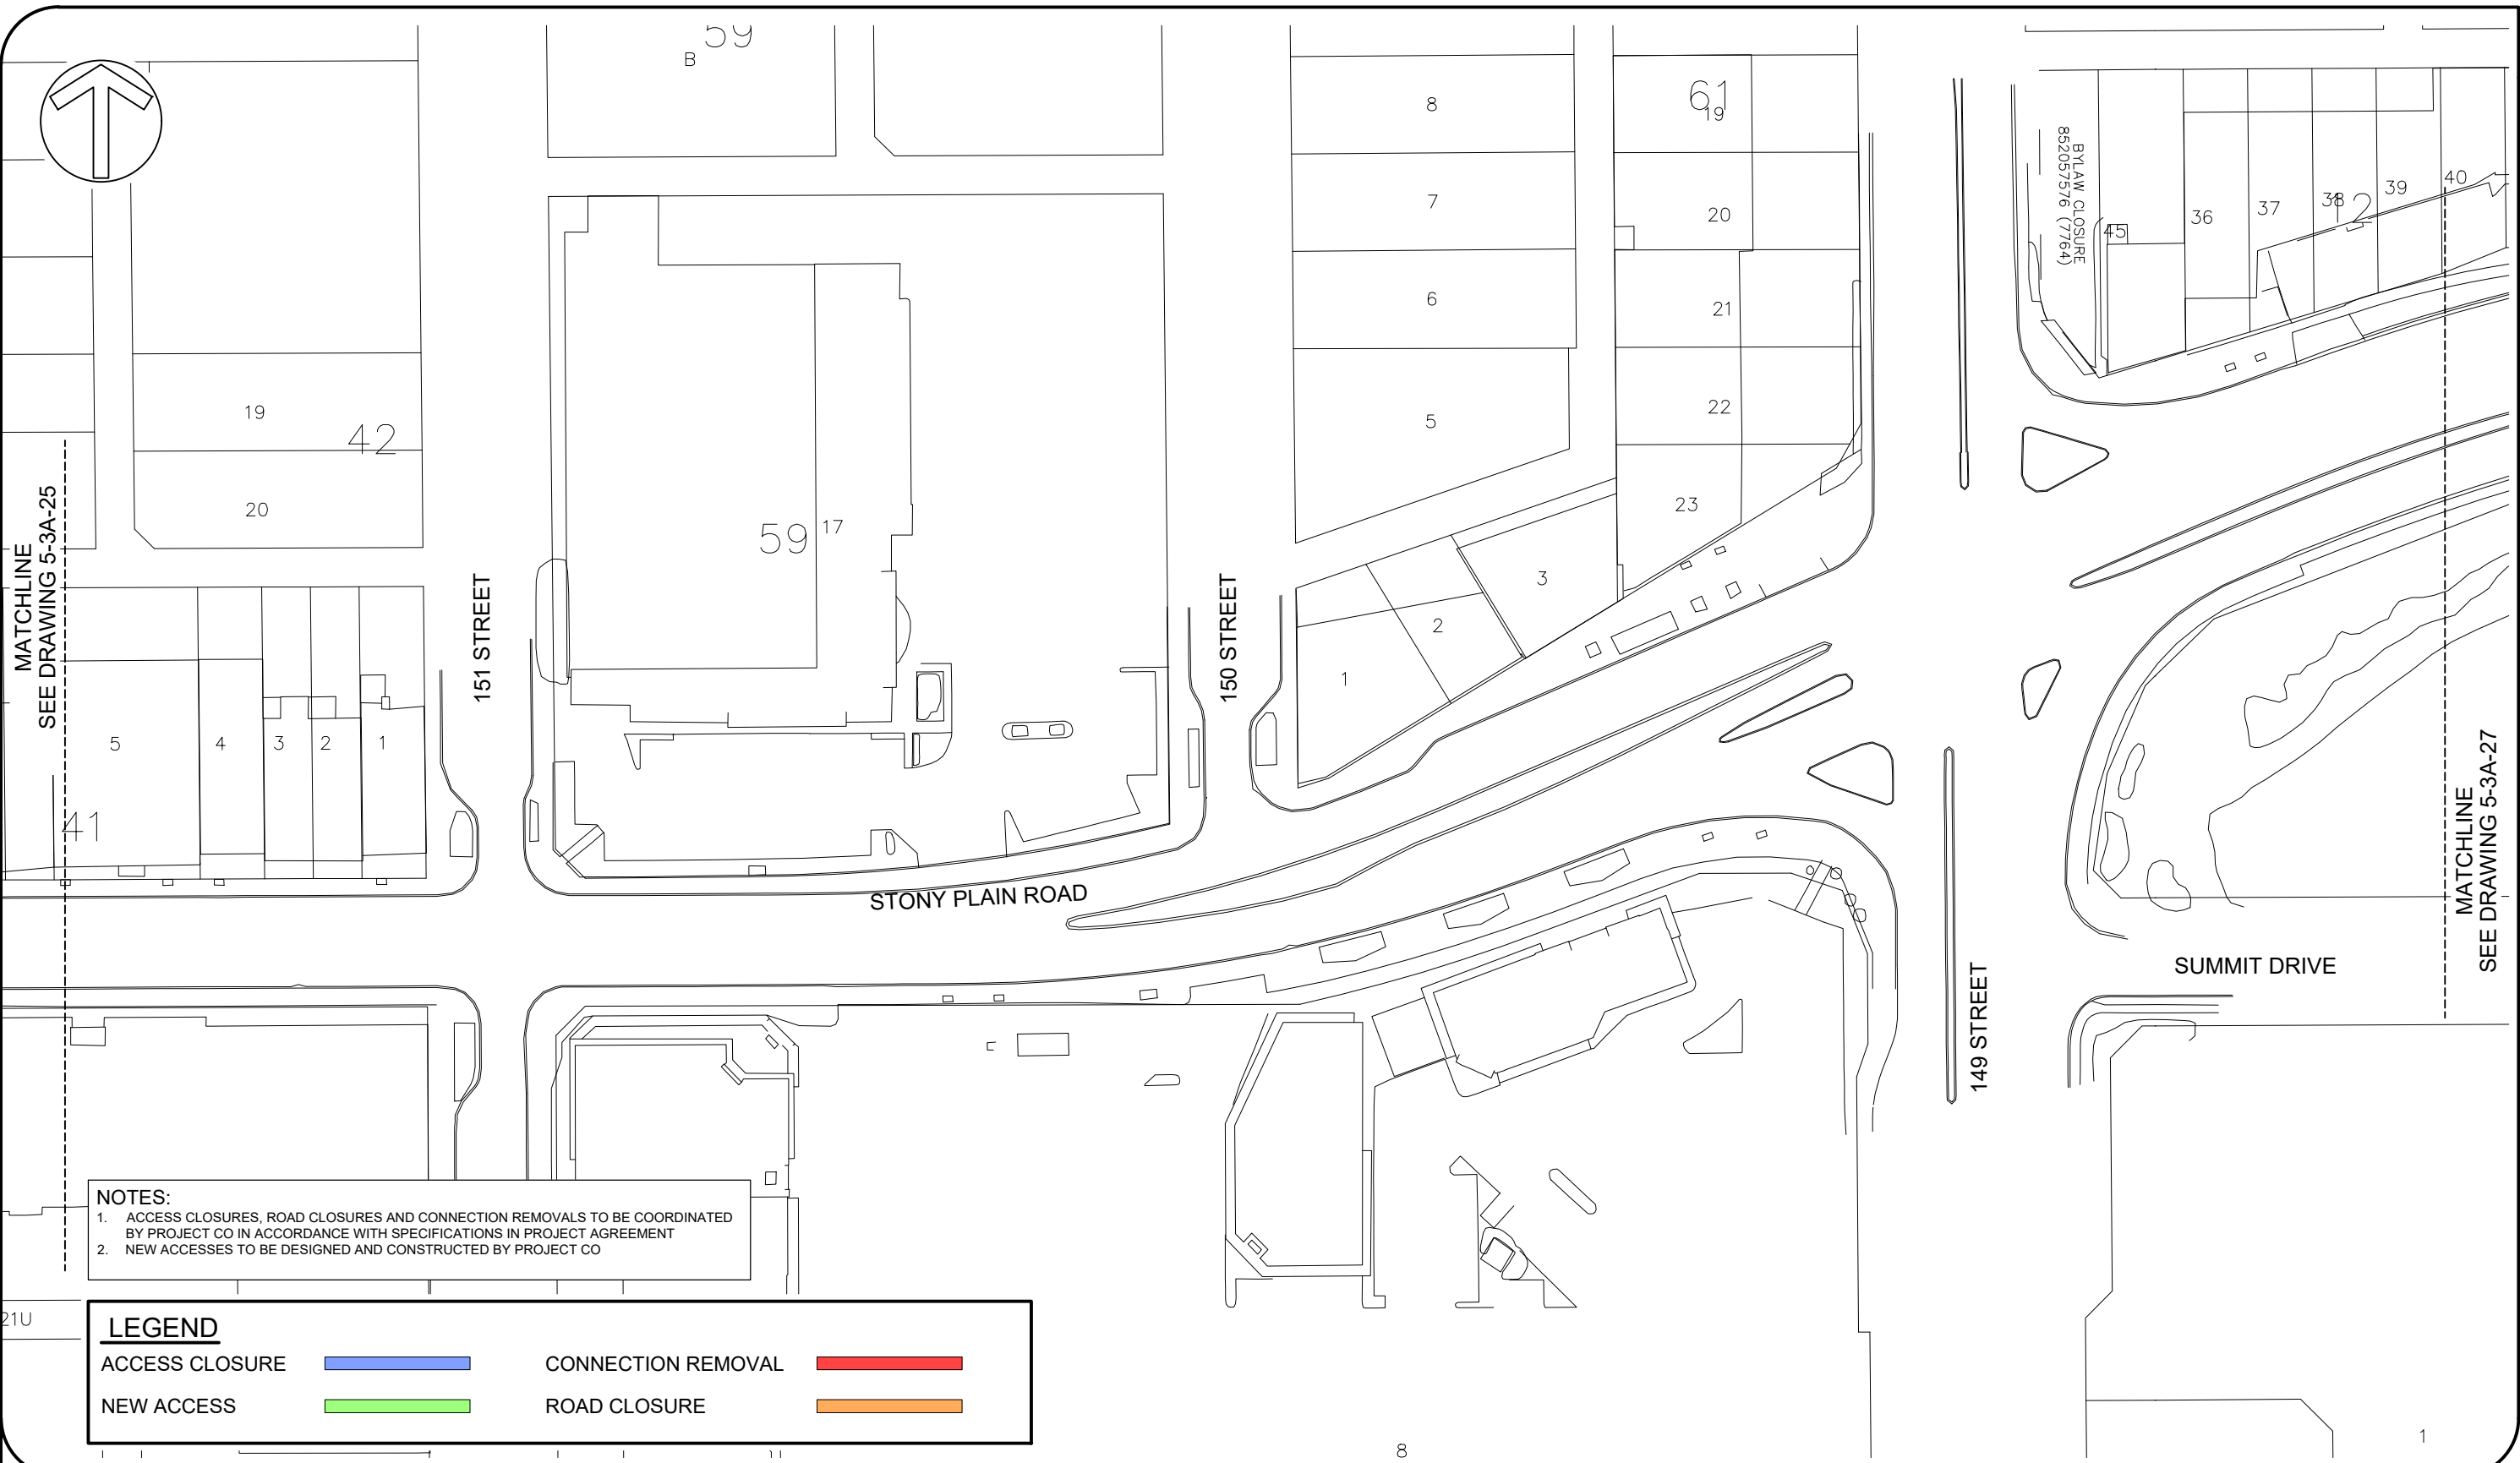 59
B
8
61
19
7
20
6
21
5
22
23
BYLAW CLOSURE
852057576 (7764)
45
36
37
38
12
39
40
19
42
20
59
17
MATCHLINE
SEE DRAWING 5-3A-25
151 STREET
150 STREET
1
2
3
5
4
3
2
1
41
STONY PLAIN ROAD
149 STREET
SUMMIT DRIVE
MATCHLINE
SEE DRAWING 5-3A-27
NOTES:
1. ACCESS CLOSURES, ROAD CLOSURES AND CONNECTION REMOVALS TO BE COORDINATED
BY PROJECT CO IN ACCORDANCE WITH SPECIFICATIONS IN PROJECT AGREEMENT
2. NEW ACCESSES TO BE DESIGNED AND CONSTRUCTED BY PROJECT CO
21U
LEGEND
ACCESS CLOSURE
CONNECTION REMOVAL
NEW ACCESS
ROAD CLOSURE
8
1